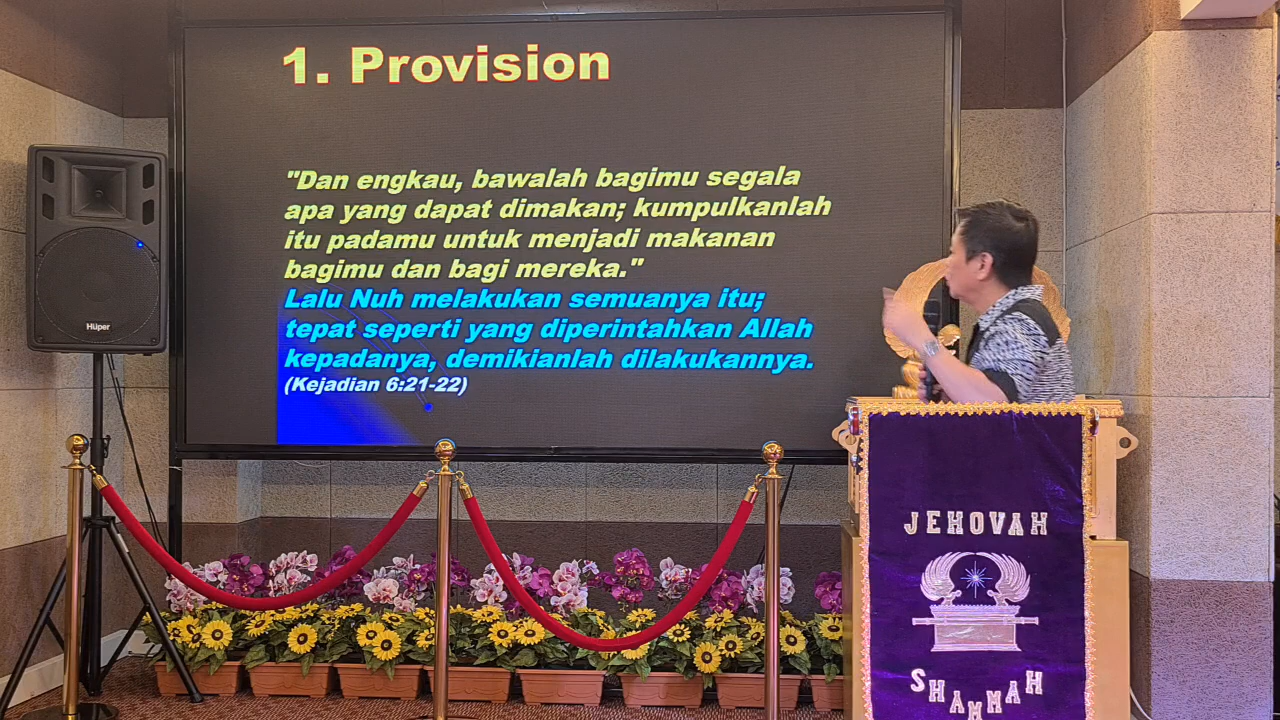 1. Provision
"Dan engkau, bawalah bagimu segala
apa yang dapat dimakan; kumpulkanlah
itu padamu untuk menjadi makanan
bagimu dan bagi mereka."
Lalu Nuh melakukan semuanya itu;
tepat seperti yang diperintahkan Allah
kepadanya, demikianlah dilakukannya.
(Kejadian 6:21-22)
Hüper
JEHOVAH
SHAMMAH